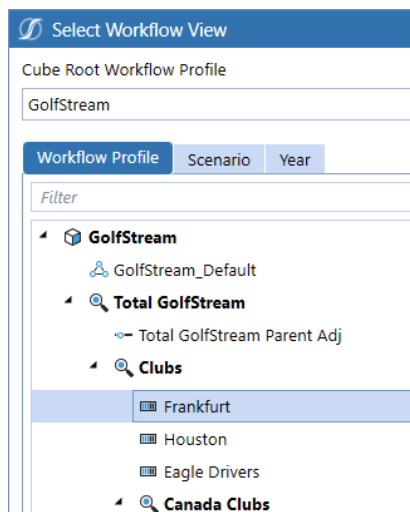 Select Workflow View
Cube Root Workflow Profile
GolfStream
Workflow Profile Scenario Year
Filter
GolfStream
GolfStream_Default
Total GolfStream
Total GolfStream Parent Adj
Clubs
Frankfurt
Houston
Eagle Drivers
Canada Clubs